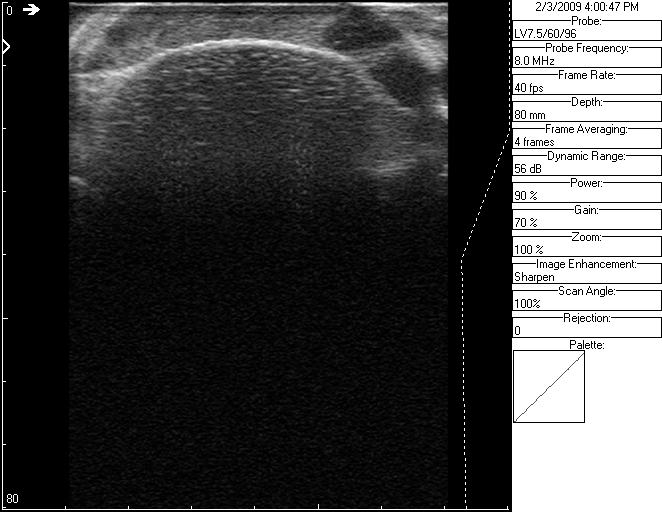 0
2/3/2009 4:00:47 PM
Probe:
LV7.5/60/96
Probe Frequency:
8.0 MHz
Frame Rate:
40 fps
Depth:
80 mm
Frame Averaging:
4 frames
Dynamic Range:
56 dB
Power:
90 %
Gain:
70 %
Zoom:
100 %
Image Enhancement:
Sharpen
Scan Angle:
100%
Rejection:
0
Palette:
80